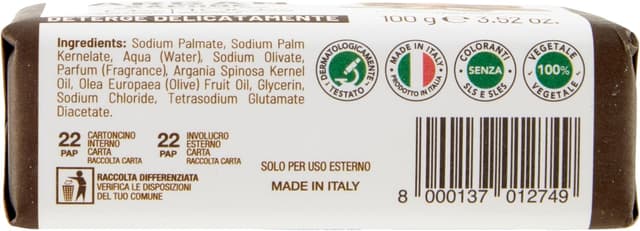 DETERGE DELICATAMENTE
100 g ℮ 3.52 oz.
Ingredients: Sodium Palmate, Sodium Palm
Kernelate, Aqua (Water), Sodium Olivate,
Parfum (Fragrance), Argania Spinosa Kernel
Oil, Olea Europaea (Olive) Fruit Oil, Glycerin,
Sodium Chloride, Tetrasodium Glutamate
Diacetate.
DERMATOLOGICAMENTE
TESTATO
MADE IN ITALY
PRODOTTO IN ITALIA
COLORANTI
SENZA
SLS E SLES
VEGETALE
100%
VEGETALE
22
PAP
CARTONCINO
INTERNO
CARTA
RACCOLTA CARTA
22
PAP
INVOLUCRO
ESTERNO
CARTA
RACCOLTA CARTA
RACCOLTA DIFFERENZIATA
VERIFICA LE DISPOSIZIONI
DEL TUO COMUNE
SOLO PER USO ESTERNO
MADE IN ITALY
8 000137 012749